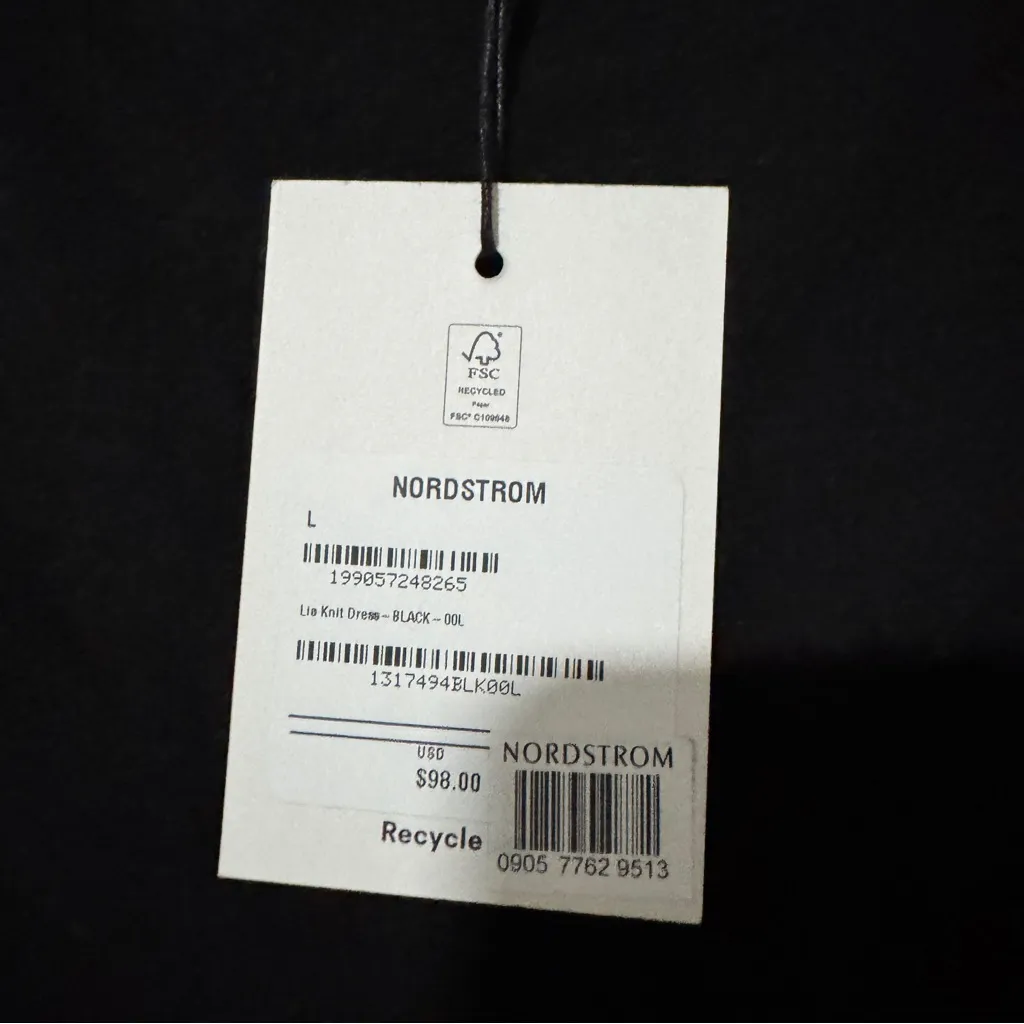 FSC
RECYCLED
Paper
FSC® C109948
NORDSTROM
L
199057248265
Lia Knit Dress -- BLACK -- 00L
1317494BLK00L
USD
$98.00
NORDSTROM
Recycle
0905 7762 9513